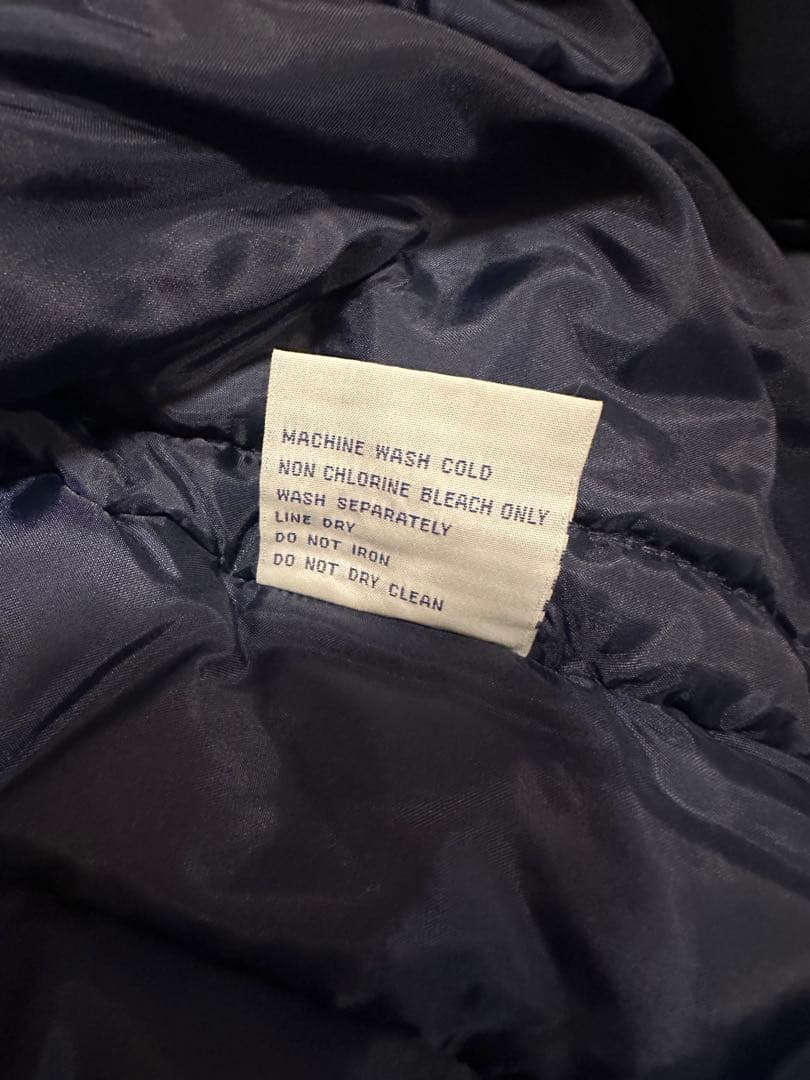 MACHINE WASH COLD
NON CHLORINE BLEACH ONLY
WASH SEPARATELY
LINE DRY
DO NOT IRON
DO NOT DRY CLEAN